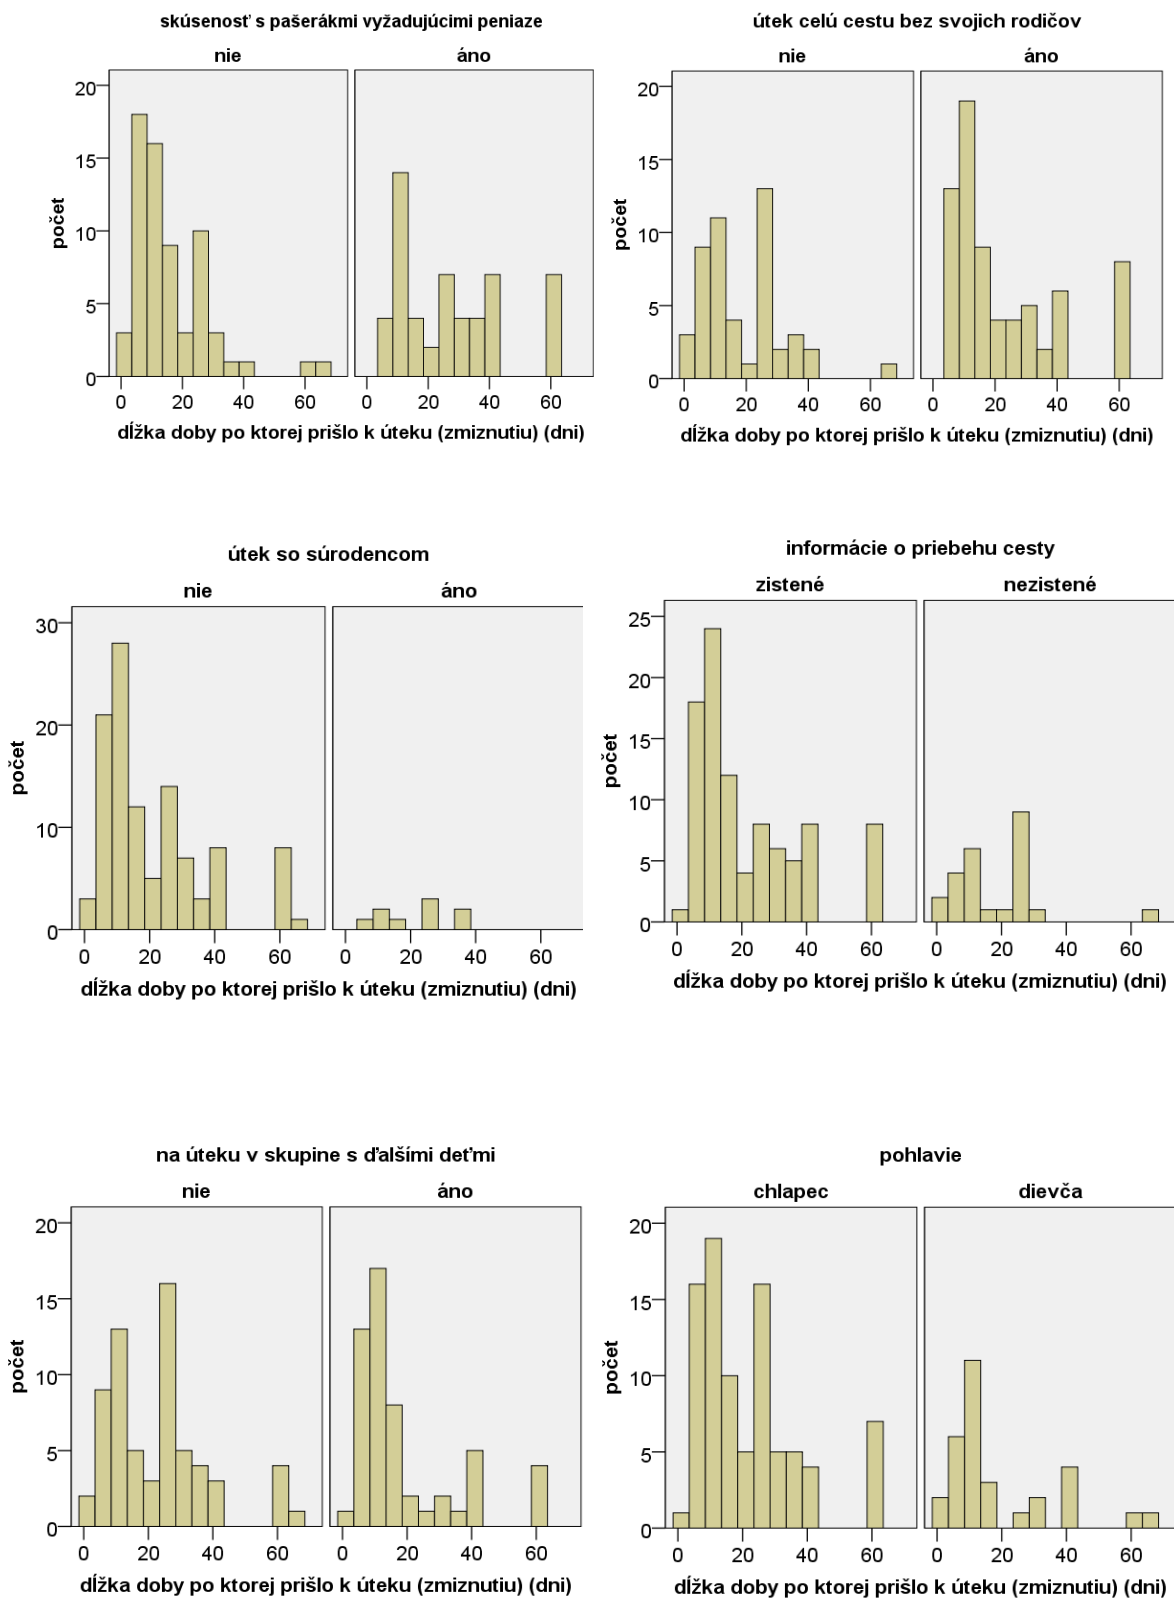 skúsenosť s pašerákmi vyžadujúcimi peniaze
nie áno
20
15
10
5
0
počet
0 20 40 60 0 20 40 60
dĺžka doby po ktorej prišlo k úteku (zmiznutiu) (dni)
útek celú cestu bez svojich rodičov
nie áno
20
15
10
5
0
počet
0 20 40 60 0 20 40 60
dĺžka doby po ktorej prišlo k úteku (zmiznutiu) (dni)
útek so súrodencom
nie áno
30
20
10
0
počet
0 20 40 60 0 20 40 60
dĺžka doby po ktorej prišlo k úteku (zmiznutiu) (dni)
informácie o priebehu cesty
zistené nezistené
25
20
15
10
5
0
počet
0 20 40 60 0 20 40 60
dĺžka doby po ktorej prišlo k úteku (zmiznutiu) (dni)
na úteku v skupine s ďalšími deťmi
nie áno
20
15
10
5
0
počet
0 20 40 60 0 20 40 60
dĺžka doby po ktorej prišlo k úteku (zmiznutiu) (dni)
pohlavie
chlapec dievča
20
15
10
5
0
počet
0 20 40 60 0 20 40 60
dĺžka doby po ktorej prišlo k úteku (zmiznutiu) (dni)